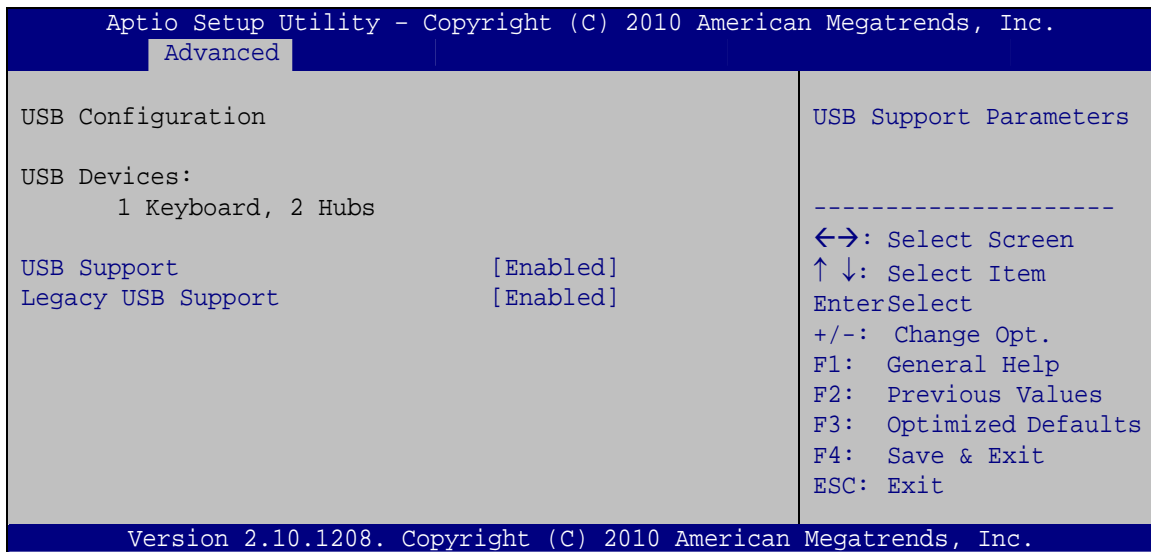 Aptio Setup Utility – Copyright (C) 2010 American Megatrends, Inc.
Advanced
USB Configuration
USB Devices:
1 Keyboard, 2 Hubs
USB Support [Enabled]
Legacy USB Support [Enabled]
USB Support Parameters
---------------------
←→: Select Screen
↑ ↓: Select Item
EnterSelect
+/-: Change Opt.
F1: General Help
F2: Previous Values
F3: Optimized Defaults
F4: Save & Exit
ESC: Exit
Version 2.10.1208. Copyright (C) 2010 American Megatrends, Inc.